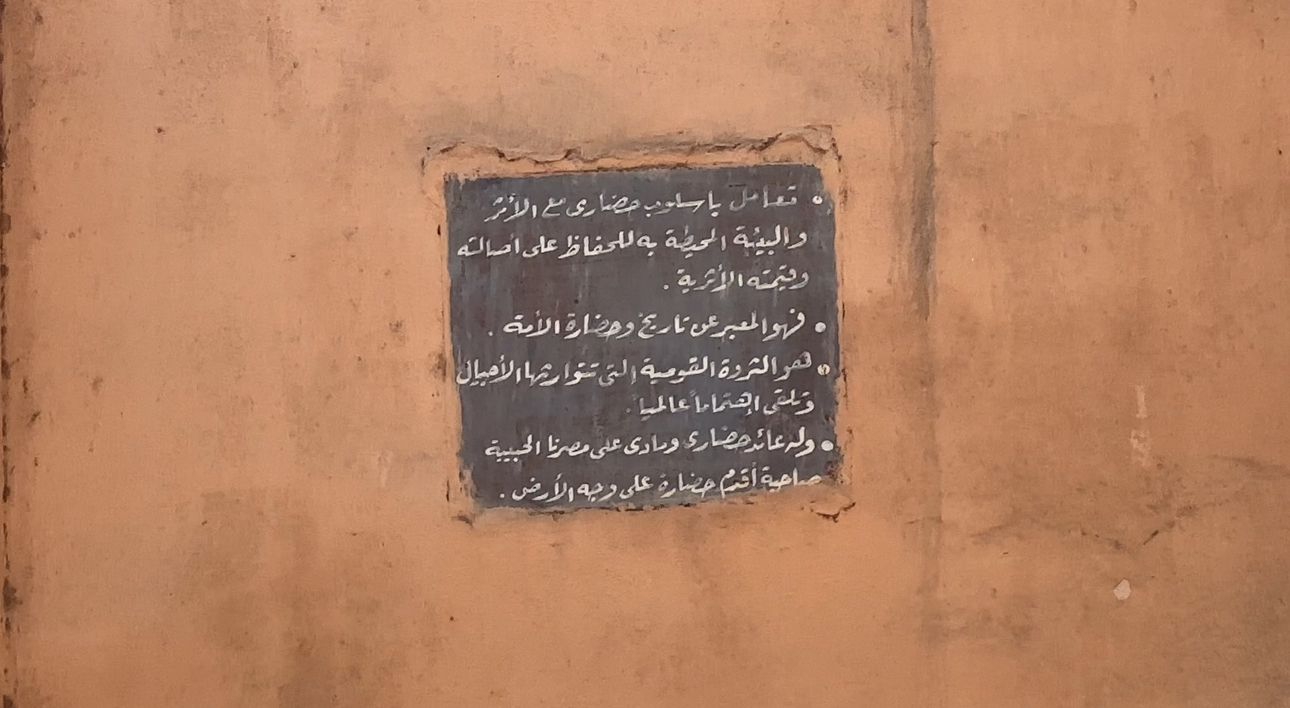 • تعامل بأسلوب حضارى مع الأثر
والبيئة المحيطة به للحفاظ على أصالته
وقيمته الأثرية .
• فهو المعبر عن تاريخ وحضارة الأمة .
• هو الثروة القومية التى تتوارثها الأجيال
وتلقى إهتماماً عالمياً .
• وله عائد حضارى ومادى على مصرنا الحبيبة
صاحبة أقدم حضارة على وجه الأرض .